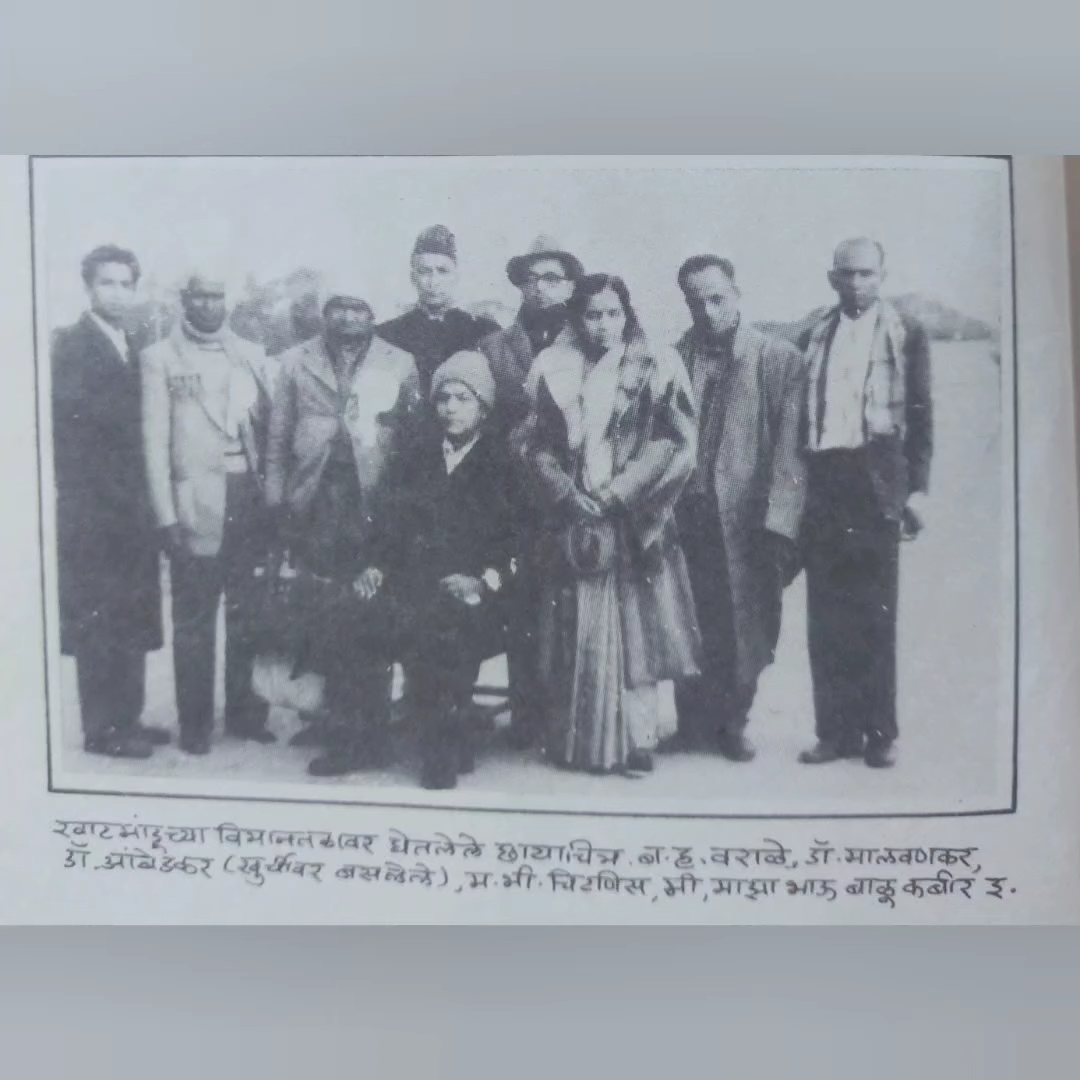 खाटमांडूच्या विमानतळावर घेतलेले छायाचित्र. ब. ह. वराळे, डॉ. मालवणकर,
डॉ. आंबेडकर (खुर्चीवर बसलेले), म. भी. चिटणिस, मी, माझा भाऊ बाळू कबीर इ.